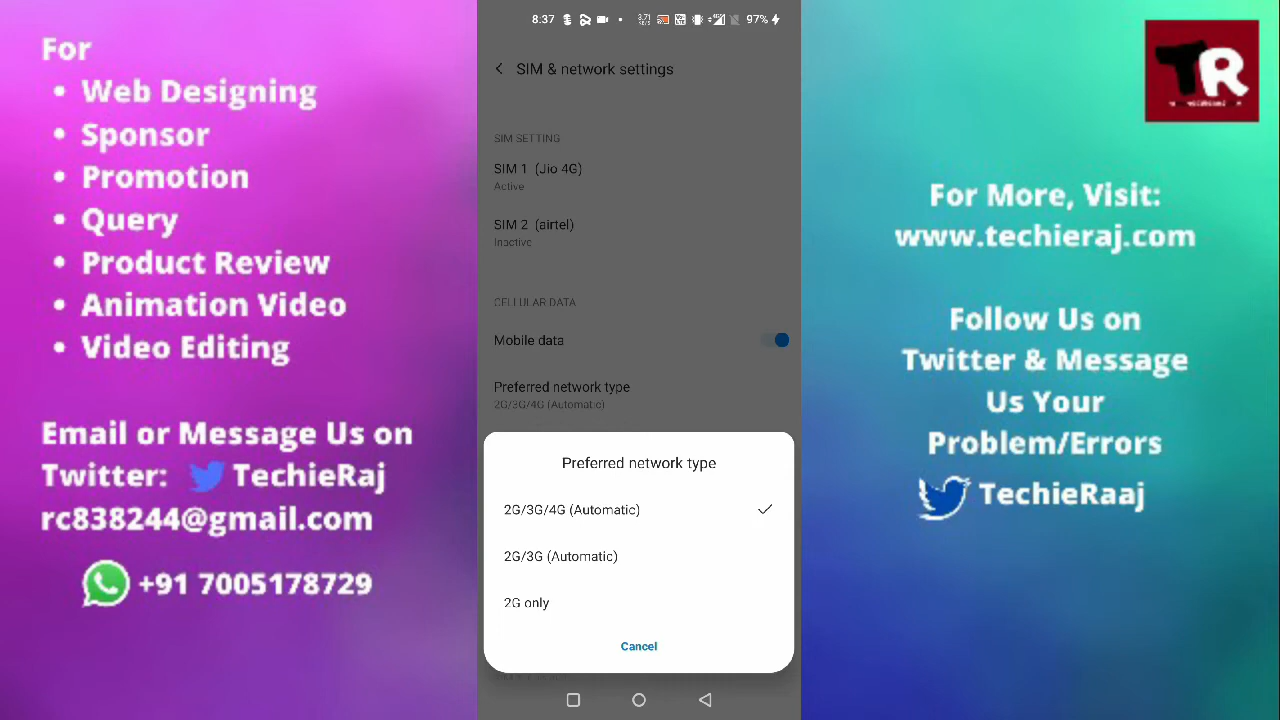 For
• Web Designing
• Sponsor
• Promotion
• Query
• Product Review
• Animation Video
• Video Editing
Email or Message Us on
Twitter: TechieRaj
rc838244@gmail.com
+91 7005178729
8:37
97%
SIM & network settings
SIM SETTING
SIM 1 (Jio 4G)
Active
SIM 2 (airtel)
Inactive
CELLULAR DATA
Mobile data
Preferred network type
2G/3G/4G (Automatic)
Preferred network type
2G/3G/4G (Automatic)
2G/3G (Automatic)
2G only
Cancel
TR
For More, Visit:
www.techieraj.com
Follow Us on
Twitter & Message
Us Your
Problem/Errors
TechieRaaj